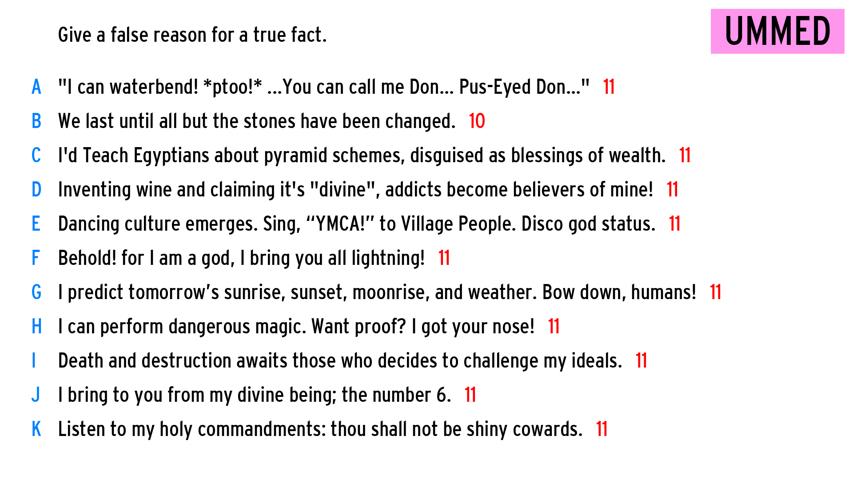 Give a false reason for a true fact.
UMMED
A "I can waterbend! *ptoo!* ...You can call me Don... Pus-Eyed Don..." 11
B We last until all but the stones have been changed. 10
C I'd Teach Egyptians about pyramid schemes, disguised as blessings of wealth. 11
D Inventing wine and claiming it's "divine", addicts become believers of mine! 11
E Dancing culture emerges. Sing, “YMCA!” to Village People. Disco god status. 11
F Behold! for I am a god, I bring you all lightning! 11
G I predict tomorrow’s sunrise, sunset, moonrise, and weather. Bow down, humans! 11
H I can perform dangerous magic. Want proof? I got your nose! 11
I Death and destruction awaits those who decides to challenge my ideals. 11
J I bring to you from my divine being; the number 6. 11
K Listen to my holy commandments: thou shall not be shiny cowards. 11